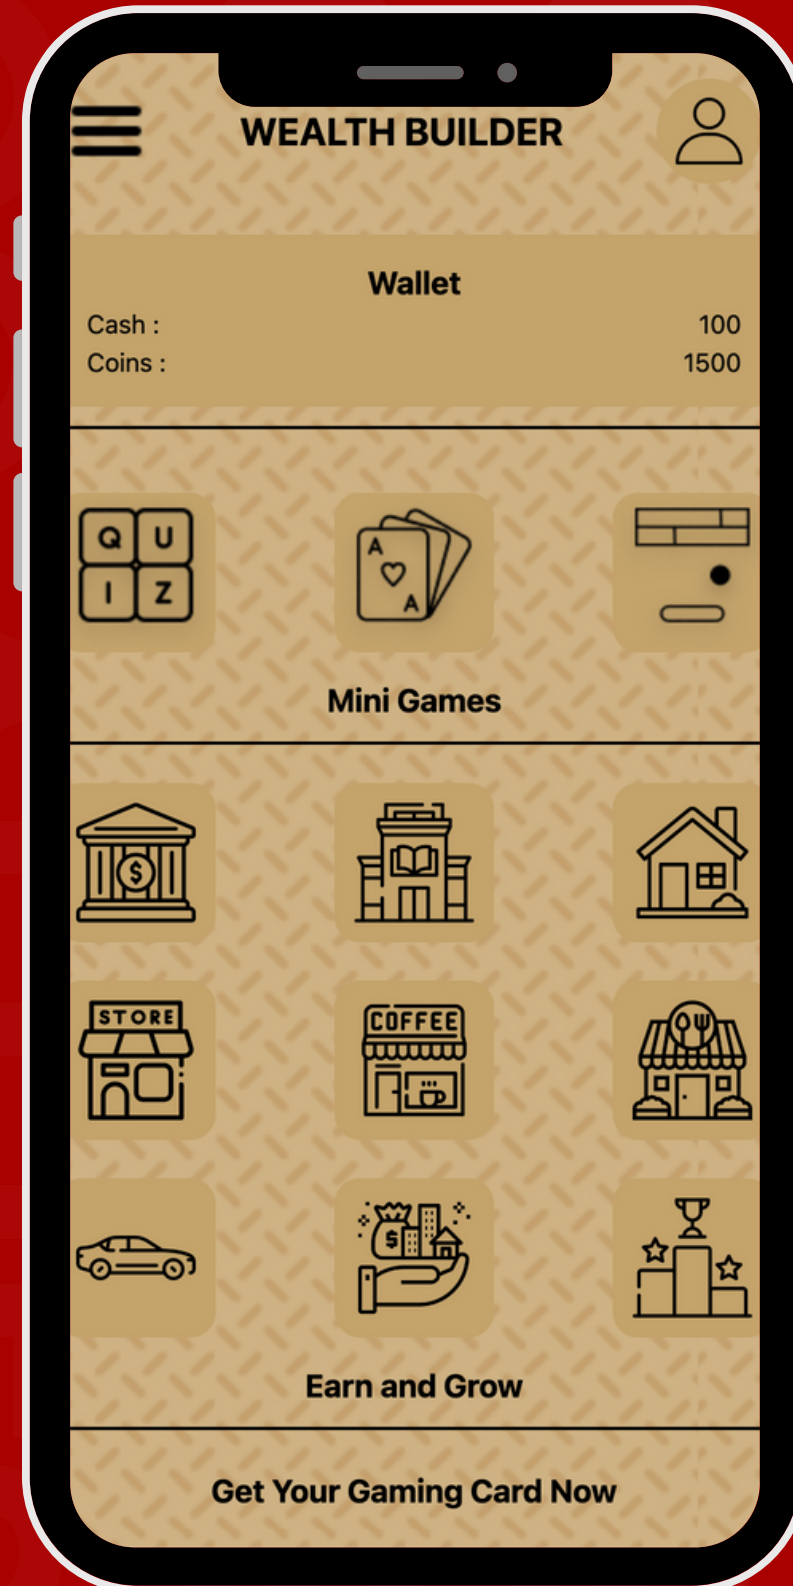 WEALTH BUILDER
Wallet
Cash : 100
Coins : 1500
Q U
I Z
A
A
Mini Games
$
STORE
COFFEE
$
Earn and Grow
Get Your Gaming Card Now